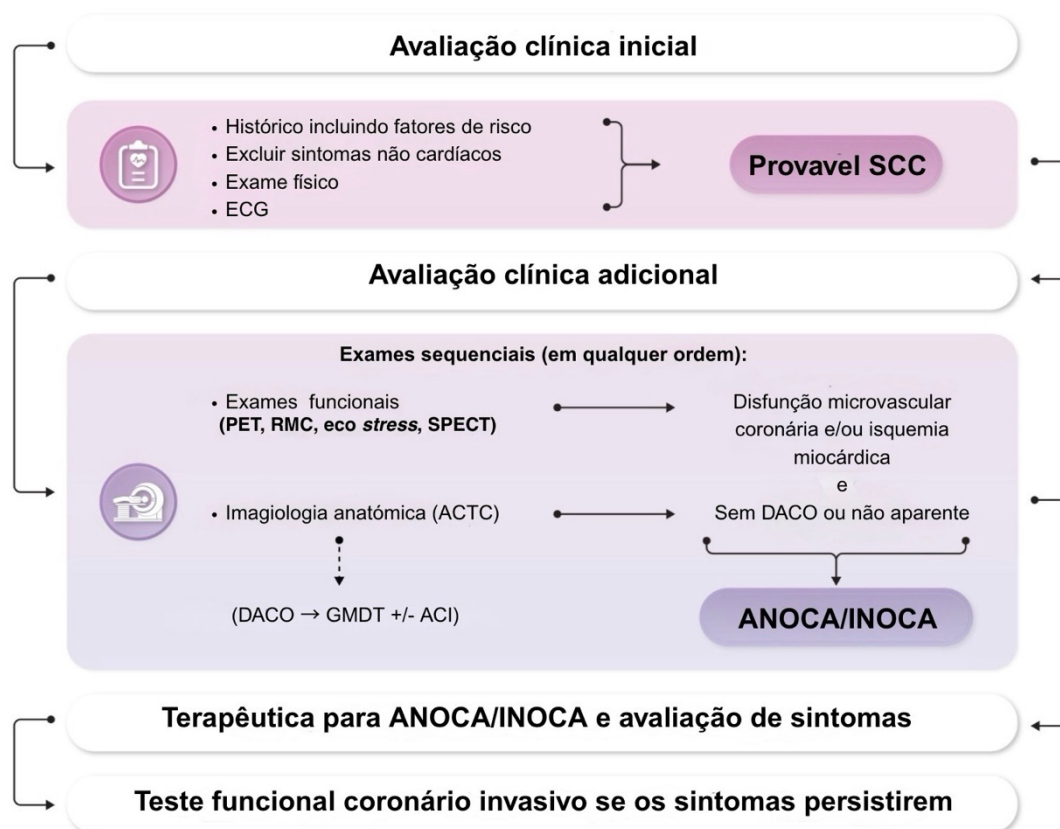 Avaliação clínica inicial
• Histórico incluindo fatores de risco
• Excluir sintomas não cardíacos
• Exame físico
• ECG
Provavel SCC
Avaliação clínica adicional
Exames sequenciais (em qualquer ordem):
• Exames funcionais
(PET, RMC, eco stress, SPECT)
Disfunção microvascular
coronária e/ou isquemia
miocárdica
e
• Imagiologia anatómica (ACTC)
Sem DACO ou não aparente
(DACO → GMDT +/- ACI)
ANOCA/INOCA
Terapêutica para ANOCA/INOCA e avaliação de sintomas
Teste funcional coronário invasivo se os sintomas persistirem